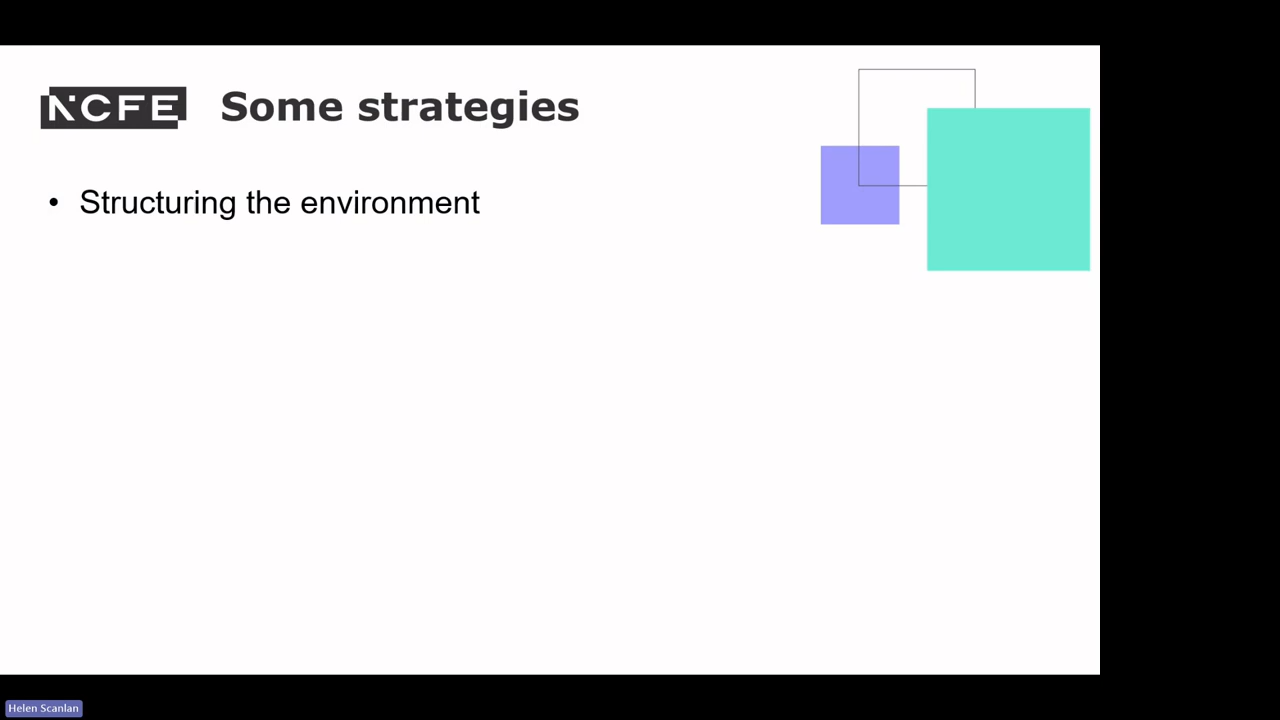 NCFE Some strategies
• Structuring the environment
Helen Scanlan